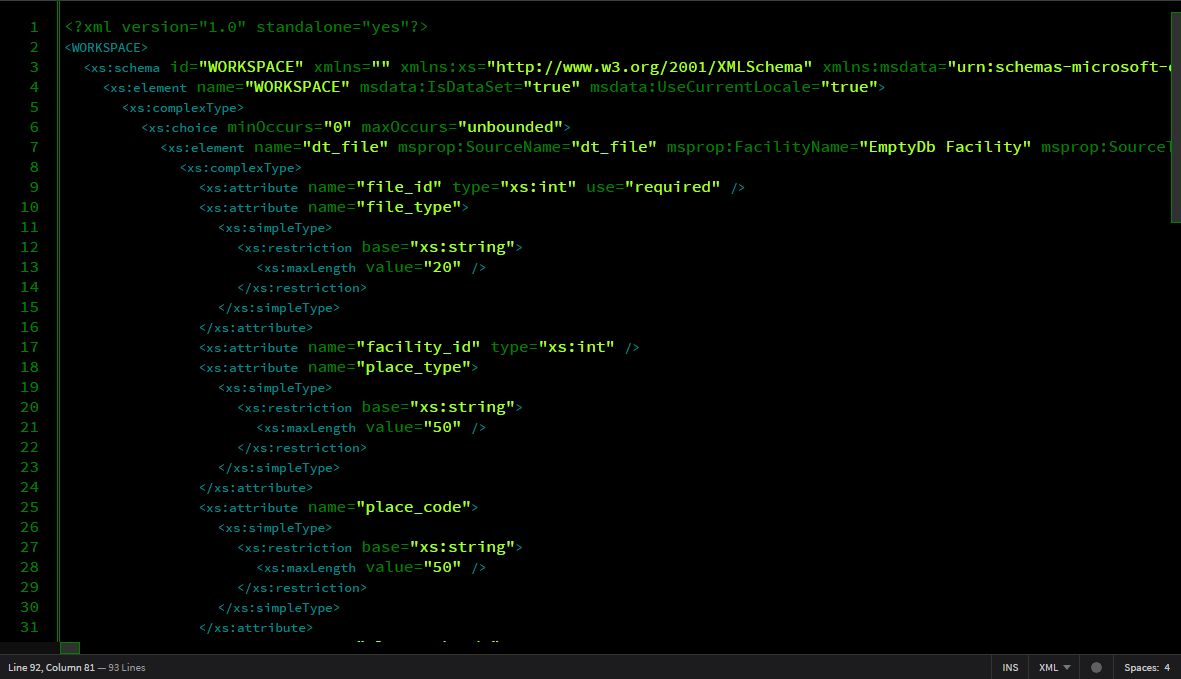 1 <?xml version="1.0" standalone="yes"?>
2 <WORKSPACE>
3 <xs:schema id="WORKSPACE" xmlns="" xmlns:xs="http://www.w3.org/2001/XMLSchema" xmlns:msdata="urn:schemas-microsoft-
4 <xs:element name="WORKSPACE" msdata:IsDataSet="true" msdata:UseCurrentLocale="true">
5 <xs:complexType>
6 <xs:choice minOccurs="0" maxOccurs="unbounded">
7 <xs:element name="dt_file" msprop:SourceName="dt_file" msprop:FacilityName="EmptyDb Facility" msprop:SourceT
8 <xs:complexType>
9 <xs:attribute name="file_id" type="xs:int" use="required" />
10 <xs:attribute name="file_type">
11 <xs:simpleType>
12 <xs:restriction base="xs:string">
13 <xs:maxLength value="20" />
14 </xs:restriction>
15 </xs:simpleType>
16 </xs:attribute>
17 <xs:attribute name="facility_id" type="xs:int" />
18 <xs:attribute name="place_type">
19 <xs:simpleType>
20 <xs:restriction base="xs:string">
21 <xs:maxLength value="50" />
22 </xs:restriction>
23 </xs:simpleType>
24 </xs:attribute>
25 <xs:attribute name="place_code">
26 <xs:simpleType>
27 <xs:restriction base="xs:string">
28 <xs:maxLength value="50" />
29 </xs:restriction>
30 </xs:simpleType>
31 </xs:attribute>
Line 92, Column 81 — 93 Lines INS XML Spaces: 4